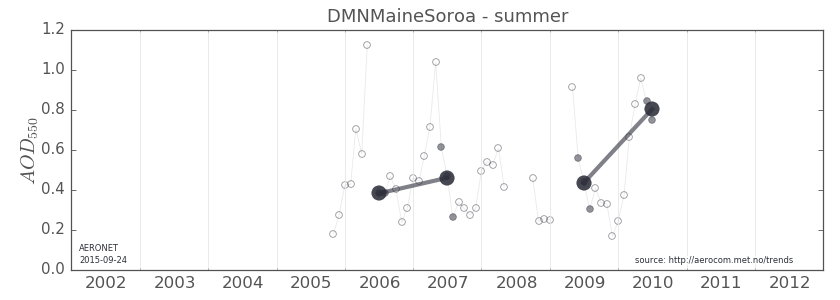 DMNMaineSoroa - summer
1.2
1.0
0.8
0.6
0.4
0.2
0.0
AOD550
AERONET
2015-09-24
source: http://aerocom.met.no/trends
2002 2003 2004 2005 2006 2007 2008 2009 2010 2011 2012